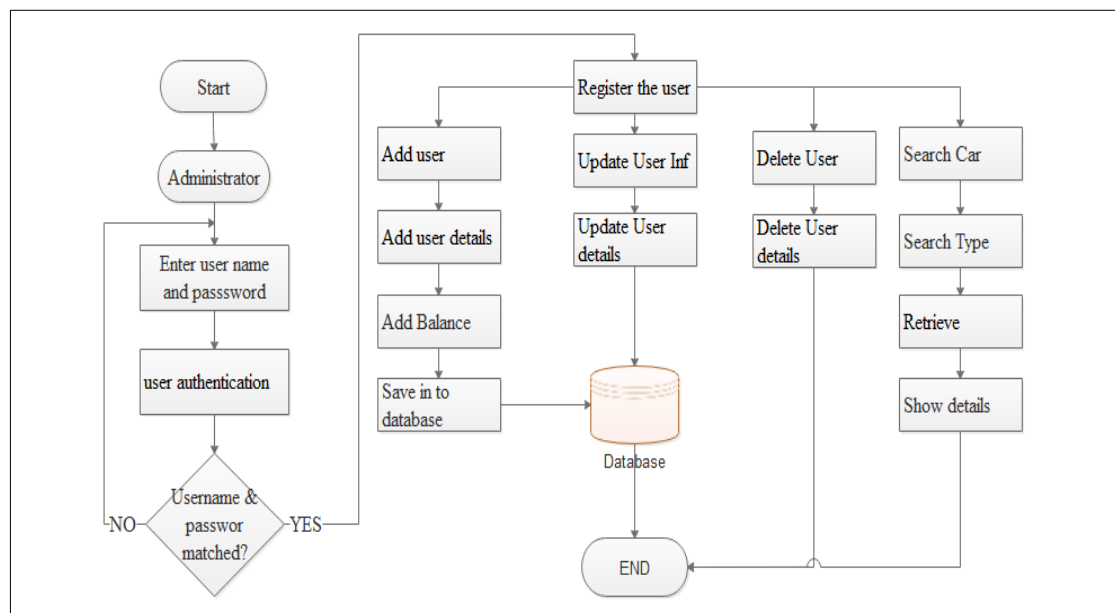 Start
Administrator
Enter user name
and passsword
user authentication
Username &
passwor
matched?
NO
YES
Register the user
Add user
Add user details
Add Balance
Save in to
database
Update User Inf
Update User
details
Database
END
Delete User
Delete User
details
Search Car
Search Type
Retrieve
Show details